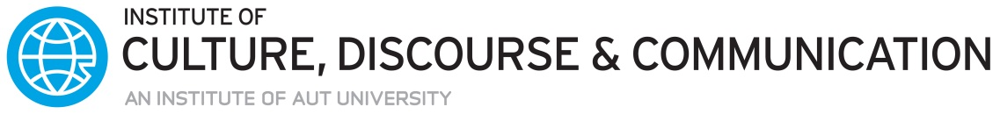 INSTITUTE OF
CULTURE, DISCOURSE & COMMUNICATION
AN INSTITUTE OF AUT UNIVERSITY